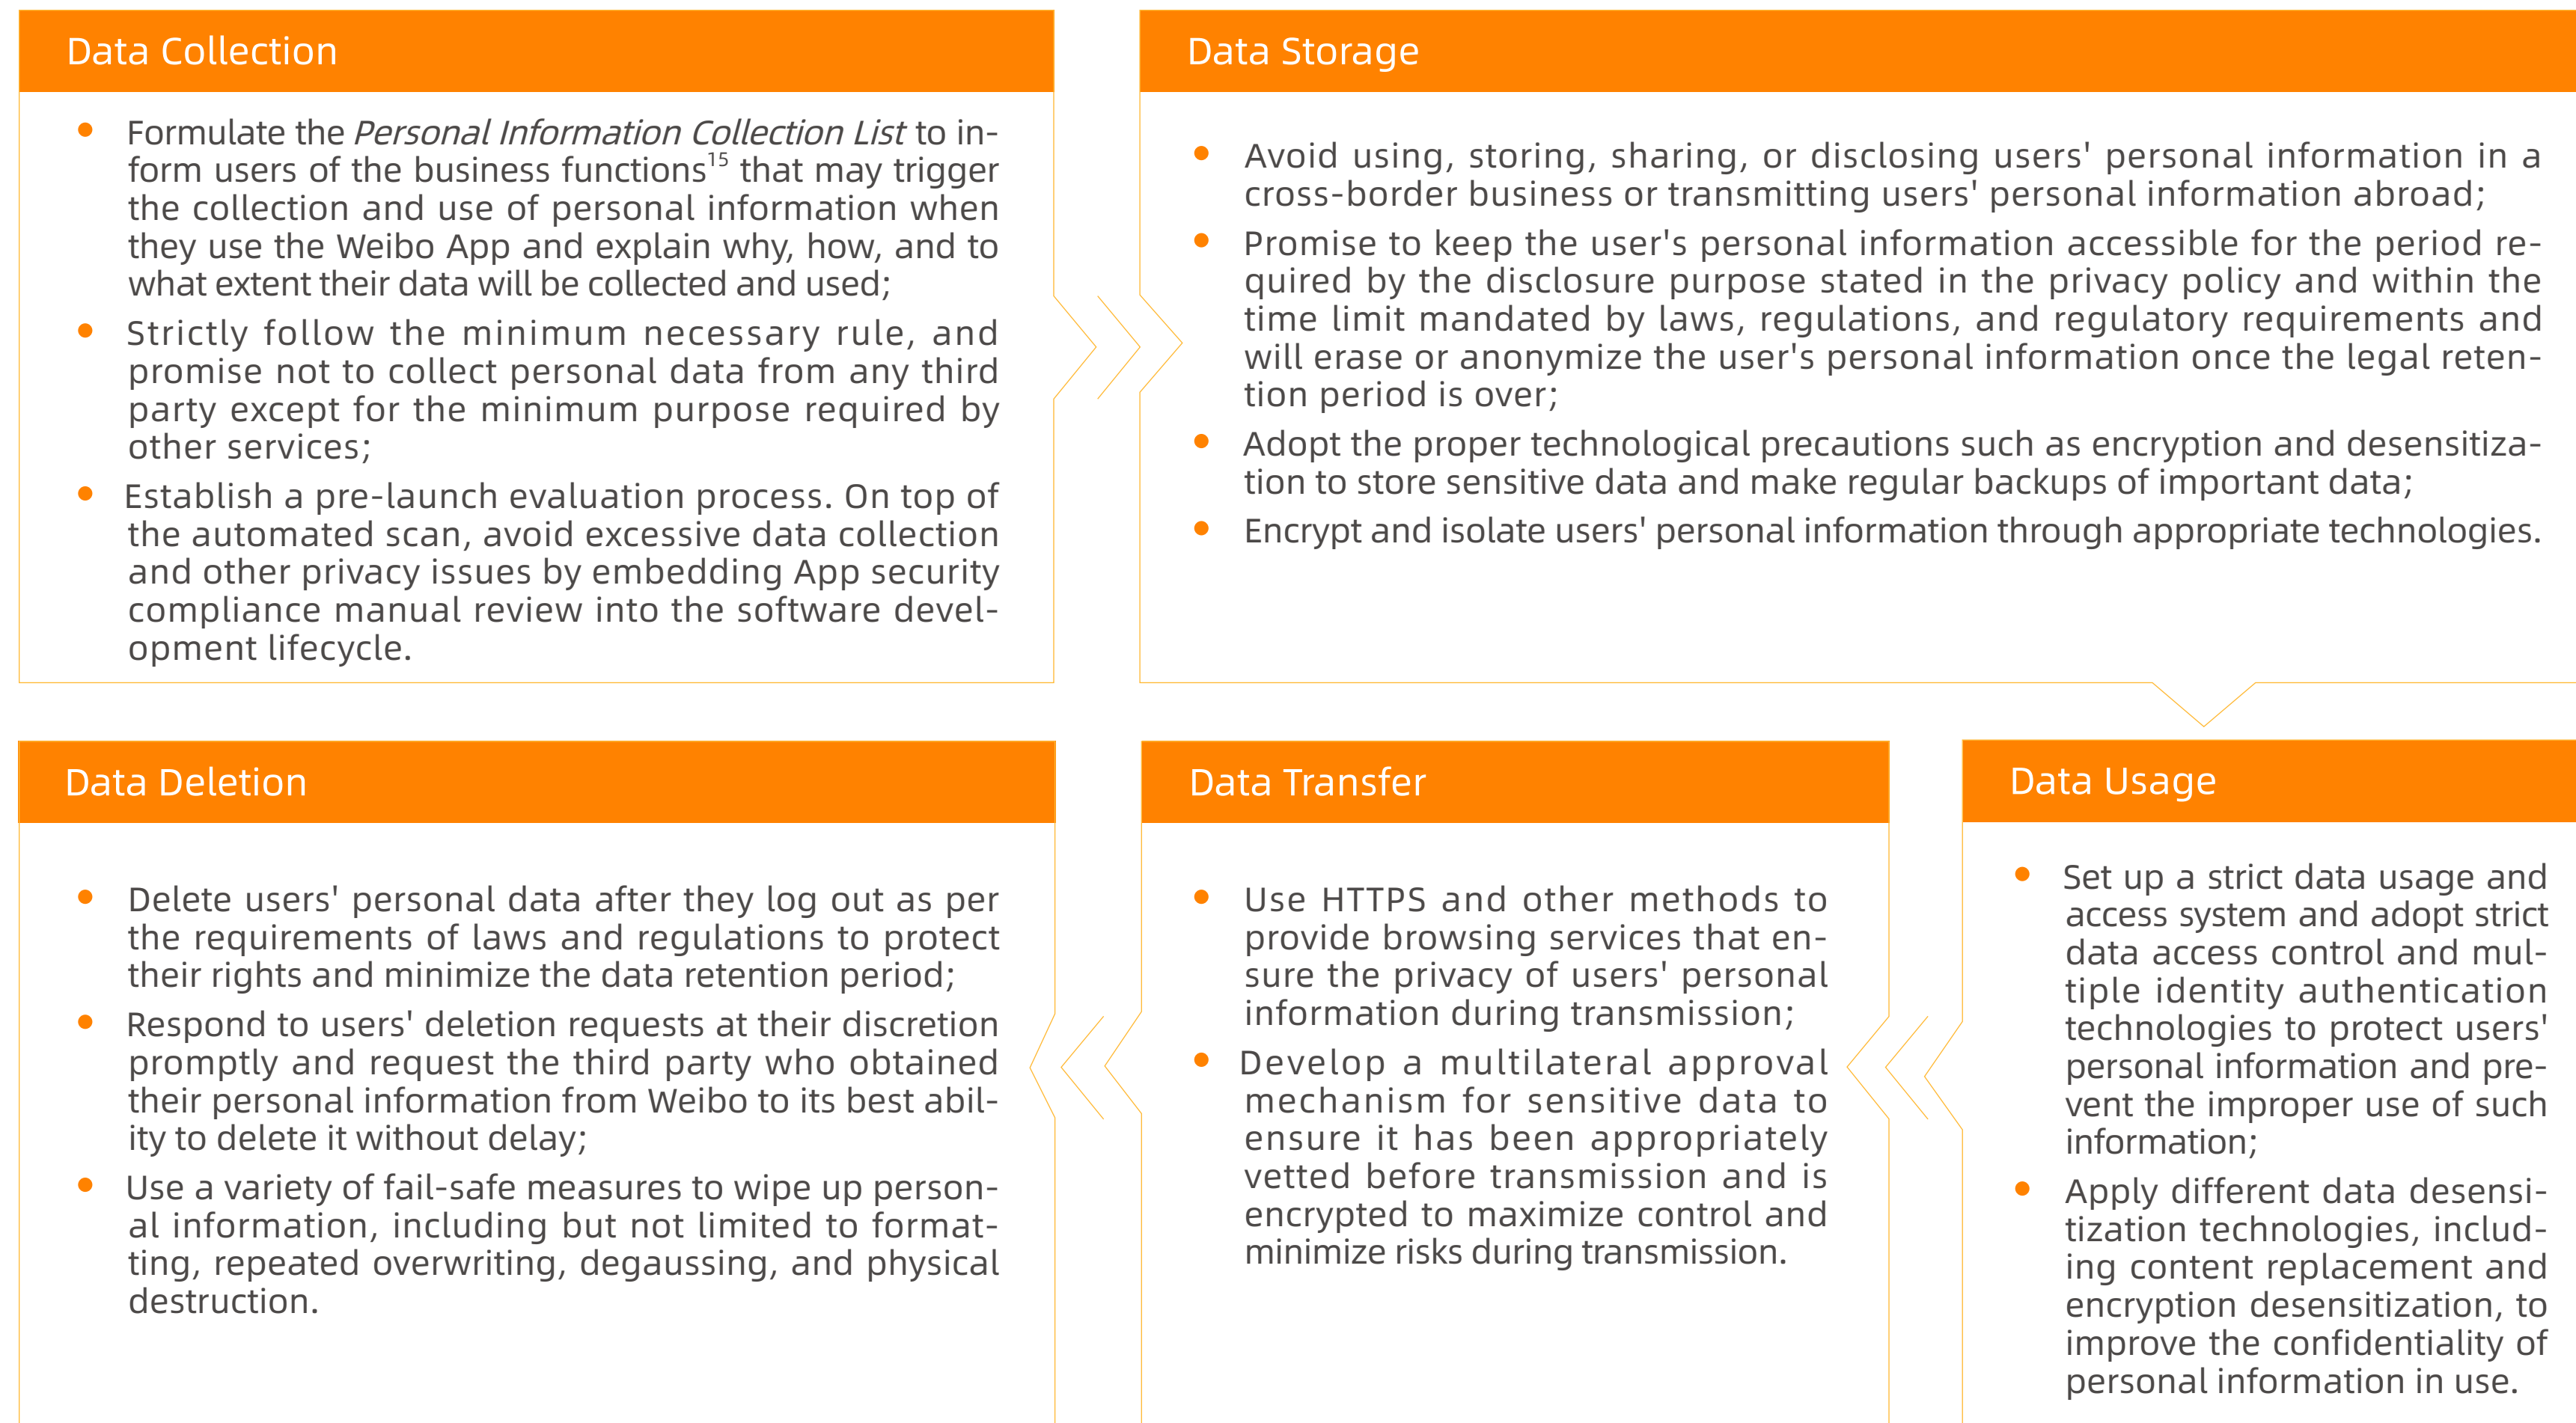 Data Collection
Formulate the Personal Information Collection List to in-
form users of the business functions15 that may trigger
the collection and use of personal information when
they use the Weibo App and explain why, how, and to
what extent their data will be collected and used;
Strictly follow the minimum necessary rule, and
promise not to collect personal data from any third
party except for the minimum purpose required by
other services;
Establish a pre-launch evaluation process. On top of
the automated scan, avoid excessive data collection
and other privacy issues by embedding App security
compliance manual review into the software devel-
opment lifecycle.
Data Storage
Avoid using, storing, sharing, or disclosing users' personal information in a
cross-border business or transmitting users' personal information abroad;
Promise to keep the user's personal information accessible for the period re-
quired by the disclosure purpose stated in the privacy policy and within the
time limit mandated by laws, regulations, and regulatory requirements and
will erase or anonymize the user's personal information once the legal reten-
tion period is over;
Adopt the proper technological precautions such as encryption and desensitiza-
tion to store sensitive data and make regular backups of important data;
Encrypt and isolate users' personal information through appropriate technologies.
Data Usage
Set up a strict data usage and
access system and adopt strict
data access control and mul-
tiple identity authentication
technologies to protect users'
personal information and pre-
vent the improper use of such
information;
Apply different data desensi-
tization technologies, includ-
ing content replacement and
encryption desensitization, to
improve the confidentiality of
personal information in use.
Data Transfer
Use HTTPS and other methods to
provide browsing services that en-
sure the privacy of users' personal
information during transmission;
Develop a multilateral approval
mechanism for sensitive data to
ensure it has been appropriately
vetted before transmission and is
encrypted to maximize control and
minimize risks during transmission.
Data Deletion
Delete users' personal data after they log out as per
the requirements of laws and regulations to protect
their rights and minimize the data retention period;
Respond to users' deletion requests at their discretion
promptly and request the third party who obtained
their personal information from Weibo to its best abil-
ity to delete it without delay;
Use a variety of fail-safe measures to wipe up person-
al information, including but not limited to format-
ting, repeated overwriting, degaussing, and physical
destruction.